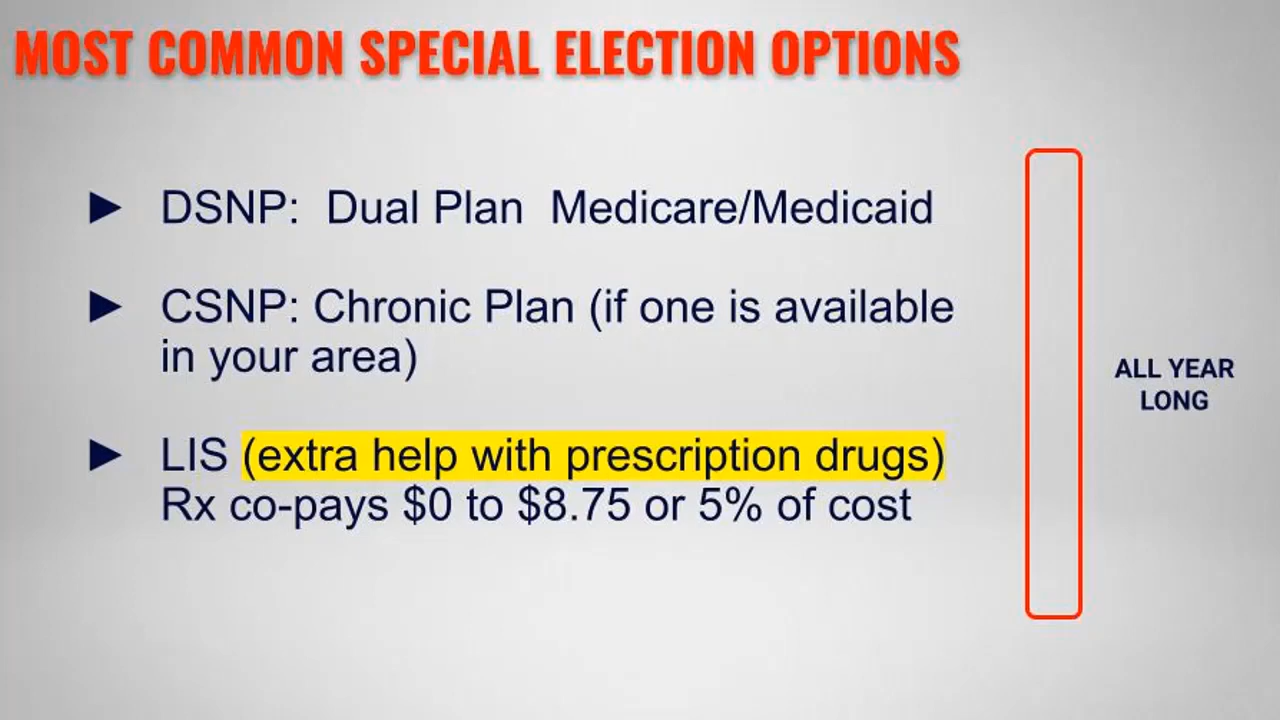 MOST COMMON SPECIAL ELECTION OPTIONS
► DSNP:  Dual Plan  Medicare/Medicaid
► CSNP: Chronic Plan (if one is available
in your area)
► LIS (extra help with prescription drugs)
Rx co-pays $0 to $8.75 or 5% of cost
ALL YEAR
LONG